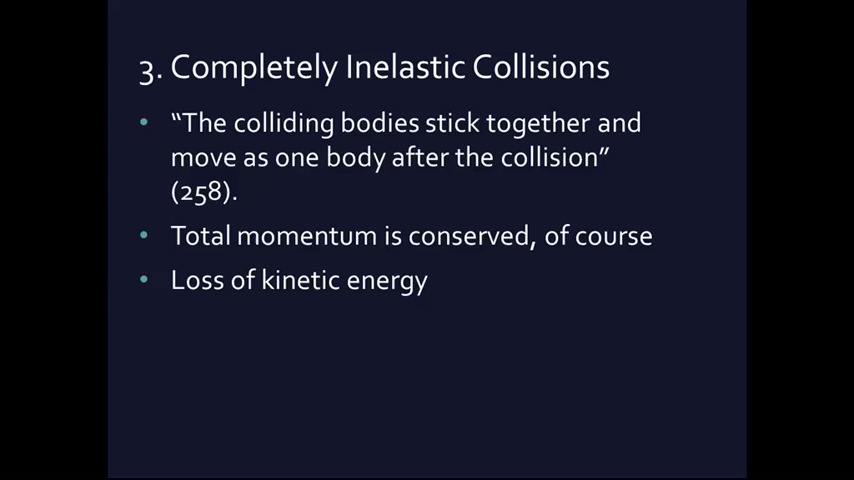 3. Completely Inelastic Collisions
• “The colliding bodies stick together and
move as one body after the collision”
(258).
• Total momentum is conserved, of course
• Loss of kinetic energy